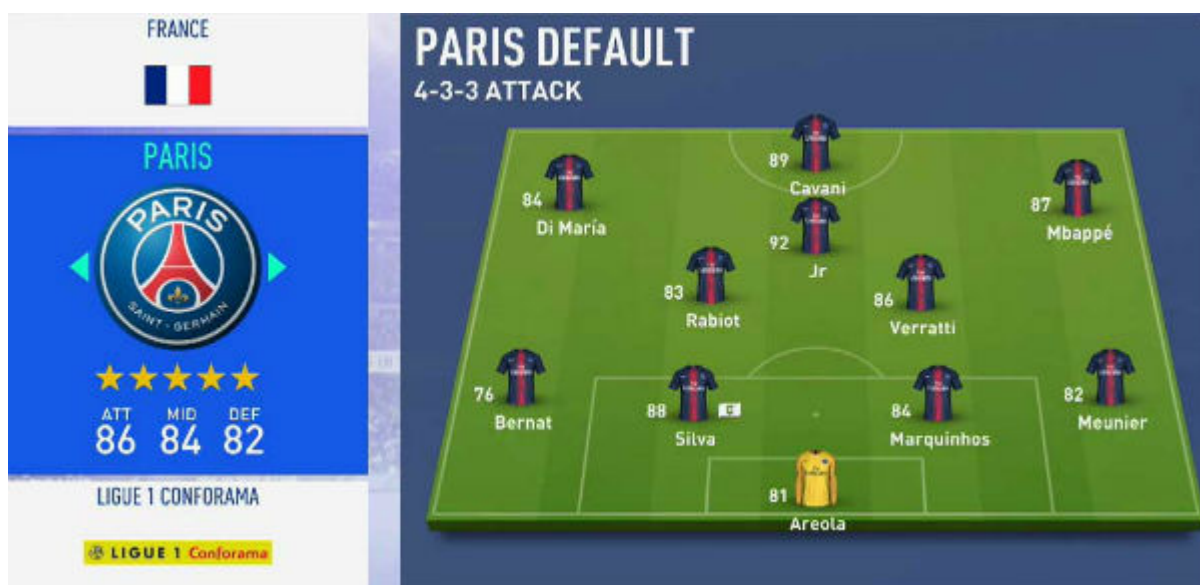 FRANCE
PARIS
PARIS
SAINT-GERMAIN
ATT MID DEF
86 84 82
LIGUE 1 CONFORAMA
LIGUE 1 Conforama
PARIS DEFAULT
4-3-3 ATTACK
89
Cavani
84
Di María
87
Mbappé
92
Jr
83
Rabiot
86
Verratti
76
Bernat
88 C
Silva
84
Marquinhos
82
Meunier
81
Areola